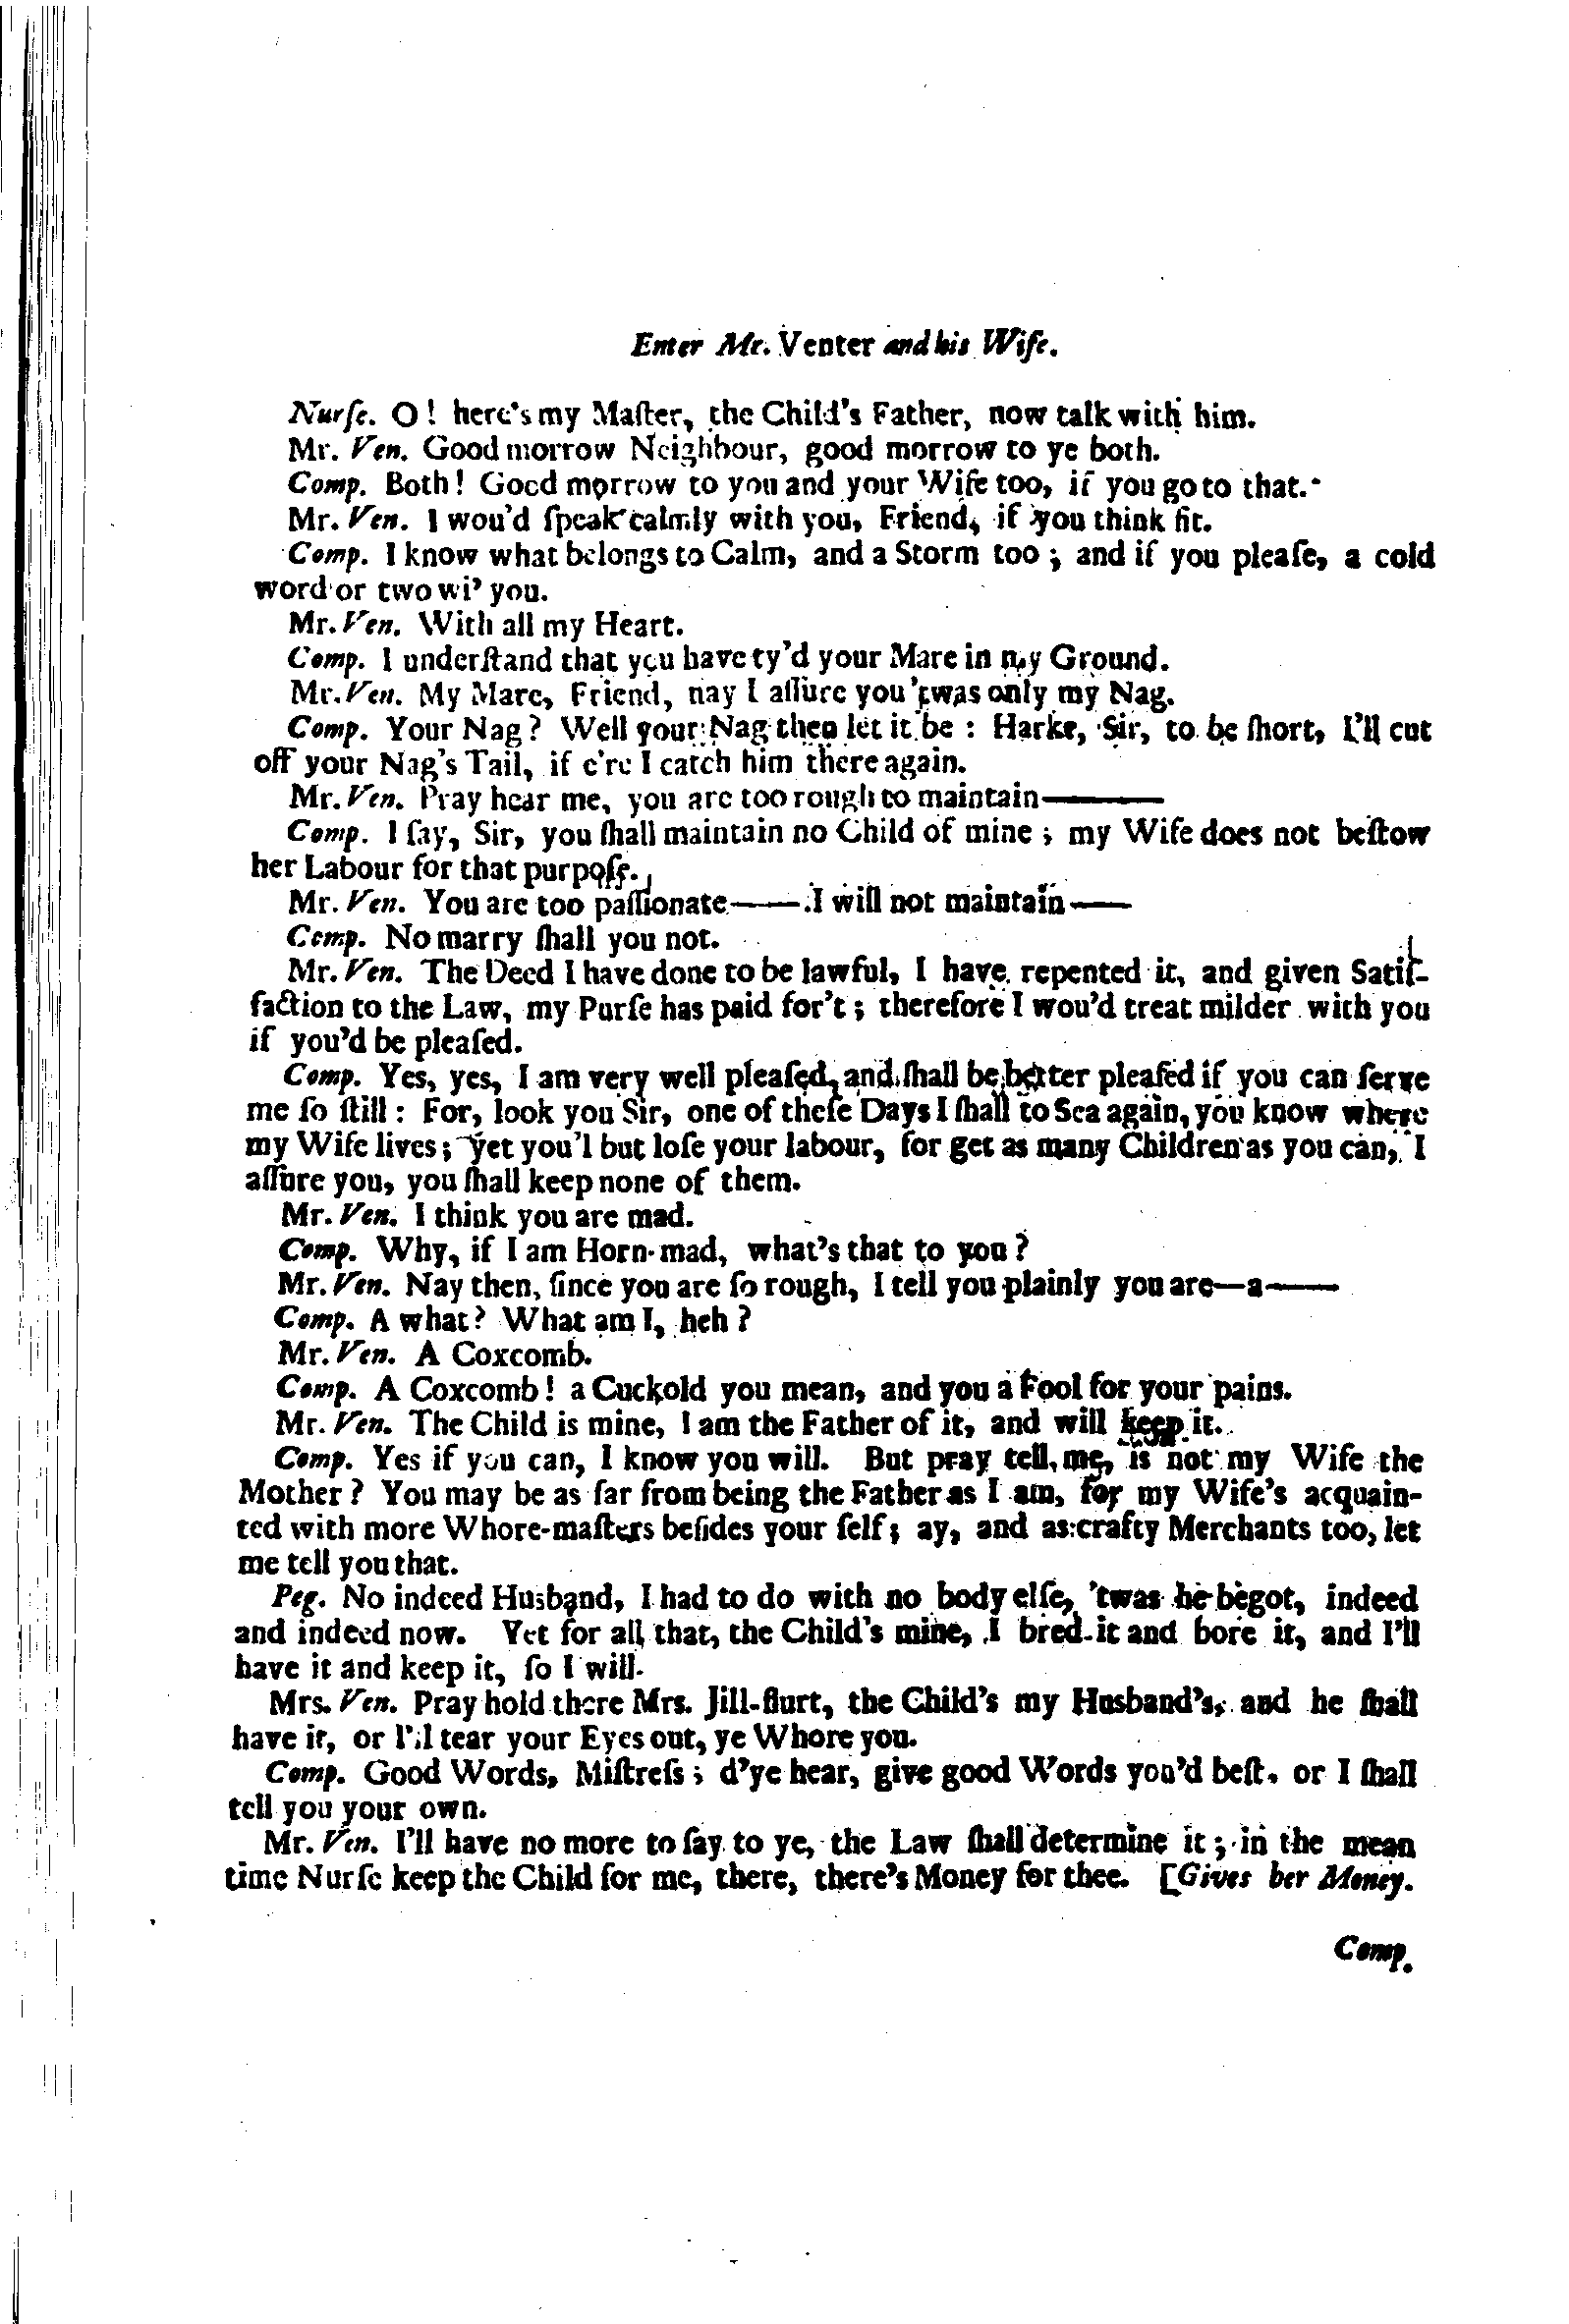 Enter Mr. Venter and his Wife.
Nurſe. O! here's my Maſter, the Child's Father, now talk with him.
Mr. Ven. Good morrow Neighbour, good morrow to ye both.
Comp. Both! Good morrow to you and your Wife too, if you go to that.
Mr. Ven. I wou'd ſpeak calmly with you, Friend, if you think fit.
Comp. I know what belongs to Calm, and a Storm too; and if you pleaſe, a cold
word or two wi' you.
Mr. Ven. With all my Heart.
Comp. I underſtand that you have ty'd your Mare in my Ground.
Mr. Ven. My Mare, Friend, nay I aſſure you 'twas only my Nag.
Comp. Your Nag? Well your Nag then let it be: Harke, Sir, to be ſhort, I'll cut
off your Nag's Tail, if e're I catch him there again.
Mr. Ven. Pray hear me, you are too rough to maintain———
Comp. I ſay, Sir, you ſhall maintain no Child of mine; my Wife does not beſtow
her Labour for that purpoſe.
Mr. Ven. You are too paſſionate——I will not maintain——
Comp. No marry ſhall you not.
Mr. Ven. The Deed I have done to be lawful, I have repented it, and given Satiſ-
faction to the Law, my Purſe has paid for't; therefore I wou'd treat milder with you
if you'd be pleaſed.
Comp. Yes, yes, I am very well pleaſed, and ſhall be better pleaſed if you can ſerve
me ſo ſtill: For, look you Sir, one of theſe Days I ſhall to Sea again, you know where
my Wife lives; yet you'l but loſe your labour, for get as many Children as you can, I
aſſure you, you ſhall keep none of them.
Mr. Ven. I think you are mad.
Comp. Why, if I am Horn-mad, what's that to you?
Mr. Ven. Nay then, ſince you are ſo rough, I tell you plainly you are—a——
Comp. A what? What am I, heh?
Mr. Ven. A Coxcomb.
Comp. A Coxcomb! a Cuckold you mean, and you a Fool for your pains.
Mr. Ven. The Child is mine, I am the Father of it, and will keep it.
Comp. Yes if you can, I know you will. But pray tell me, is not my Wife the
Mother? You may be as far from being the Father as I am, for my Wife's acquain-
ted with more Whore-maſters beſides your ſelf; ay, and as crafty Merchants too, let
me tell you that.
Peg. No indeed Husband, I had to do with no body elſe, 'twas he begot, indeed
and indeed now. Yet for all that, the Child's mine, I bred it and bore it, and I'll
have it and keep it, ſo I will.
Mrs. Ven. Pray hold there Mrs. Jill-flurt, the Child's my Husband's, and he ſhall
have it, or I'll tear your Eyes out, ye Whore you.
Comp. Good Words, Miſtreſs; d'ye hear, give good Words you'd beſt, or I ſhall
tell you your own.
Mr. Ven. I'll have no more to ſay to ye, the Law ſhall determine it; in the mean
time Nurſe keep the Child for me, there, there's Money for thee. [Gives her Money.
Comp.